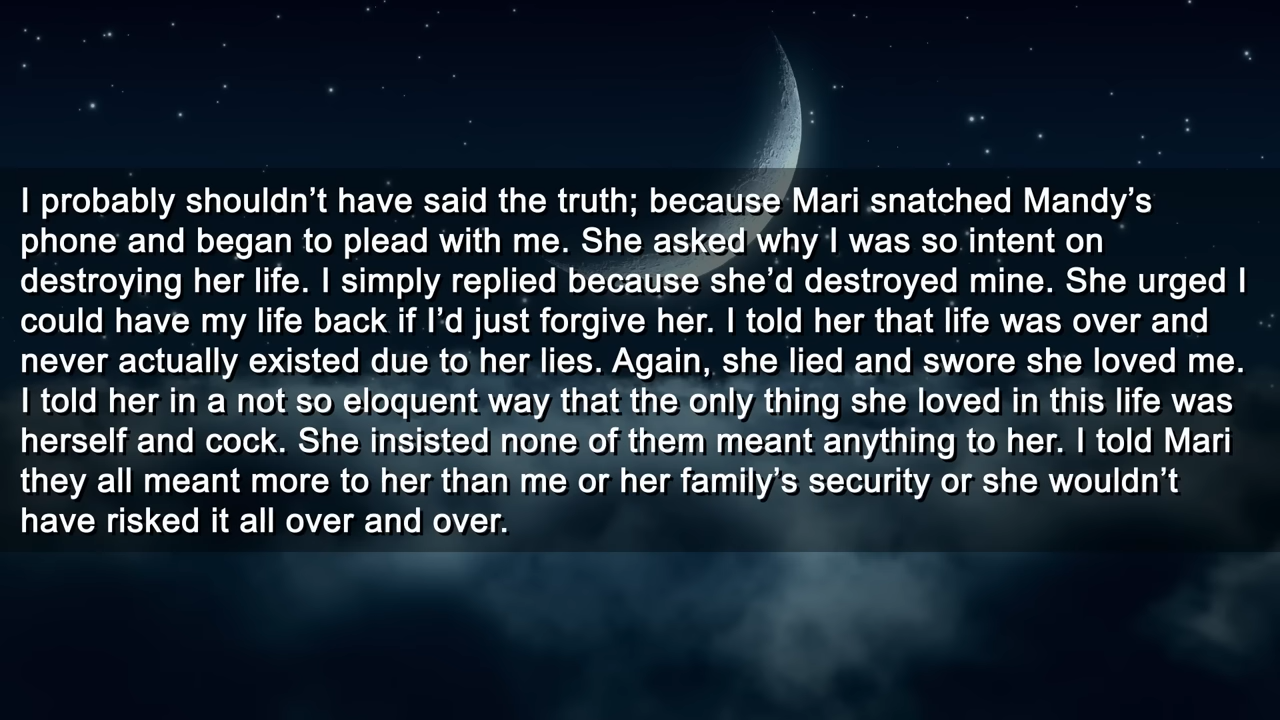 I probably shouldn’t have said the truth; because Mari snatched Mandy’s
phone and began to plead with me. She asked why I was so intent on
destroying her life. I simply replied because she’d destroyed mine. She urged I
could have my life back if I’d just forgive her. I told her that life was over and
never actually existed due to her lies. Again, she lied and swore she loved me.
I told her in a not so eloquent way that the only thing she loved in this life was
herself and cock. She insisted none of them meant anything to her. I told Mari
they all meant more to her than me or her family’s security or she wouldn’t
have risked it all over and over.